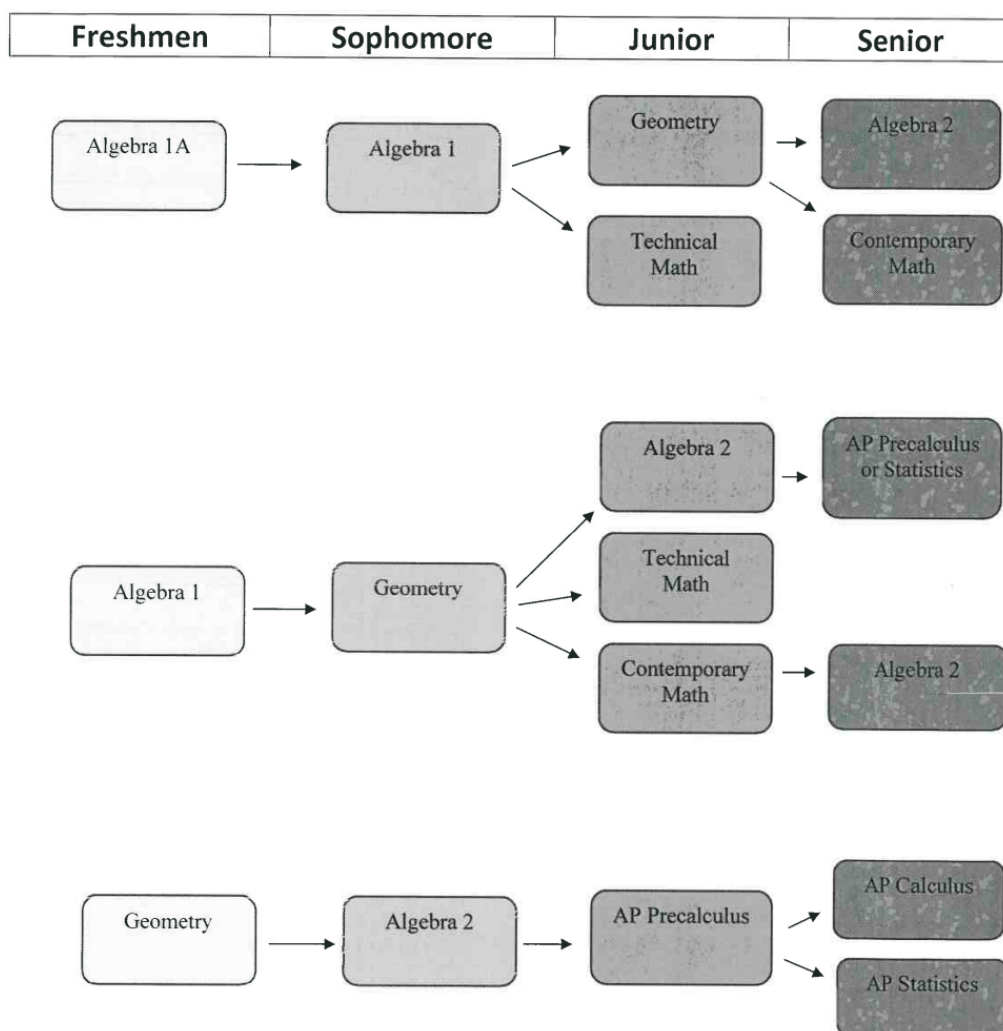 Freshmen Sophomore Junior Senior
Algebra 1A
Algebra 1
Geometry
Algebra 2
Technical
Math
Contemporary
Math
Algebra 2
AP Precalculus
or Statistics
Algebra 1
Geometry
Technical
Math
Contemporary
Math
Algebra 2
Geometry
Algebra 2
AP Precalculus
AP Calculus
AP Statistics